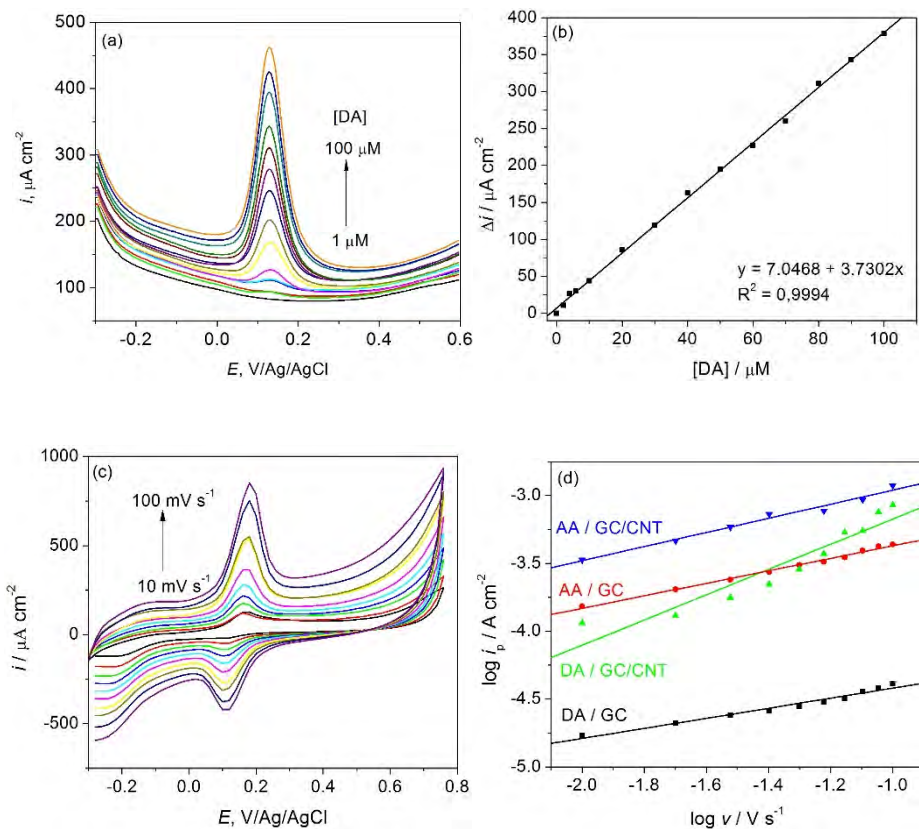 (a)
i, μA cm⁻²
500
400
300
200
100
[DA]
100 μM
1 μM
-0.2 0.0 0.2 0.4 0.6
E, V/Ag/AgCl
(b)
Δi / μA cm⁻²
400
350
300
250
200
150
100
50
0
y = 7.0468 + 3.7302x
R² = 0,9994
0 20 40 60 80 100
[DA] / μM
(c)
i / μA cm⁻²
1000
500
0
-500
100 mV s⁻¹
10 mV s⁻¹
-0.2 0.0 0.2 0.4 0.6 0.8
E, V/Ag/AgCl
(d)
log iₚ / A cm⁻²
-3.0
-3.5
-4.0
-4.5
-5.0
AA / GC/CNT
AA / GC
DA / GC/CNT
DA / GC
-2.0 -1.8 -1.6 -1.4 -1.2 -1.0
log v / V s⁻¹